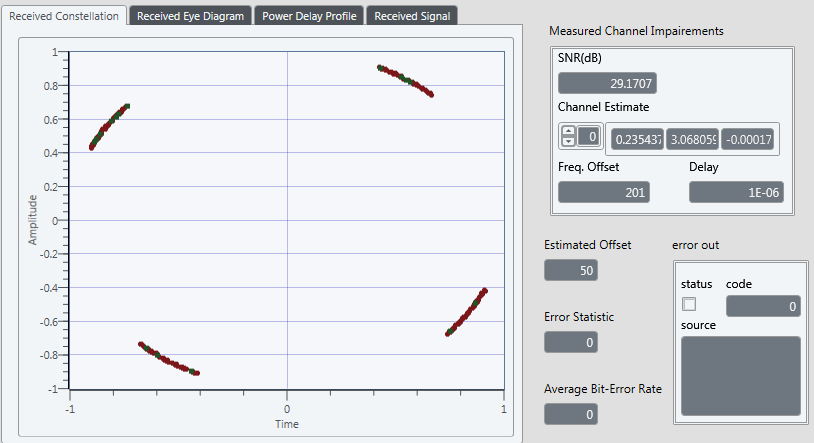 Received Constellation
Received Eye Diagram
Power Delay Profile
Received Signal
1
0.8
0.6
0.4
0.2
0
-0.2
-0.4
-0.6
-0.8
-1
Amplitude
-1
0
1
Time
Measured Channel Impairements
SNR(dB)
29.1707
Channel Estimate
0
0.235437
3.068059
-0.00017
Freq. Offset
Delay
201
1E-06
Estimated Offset
50
Error Statistic
0
Average Bit-Error Rate
0
error out
status
code
0
source